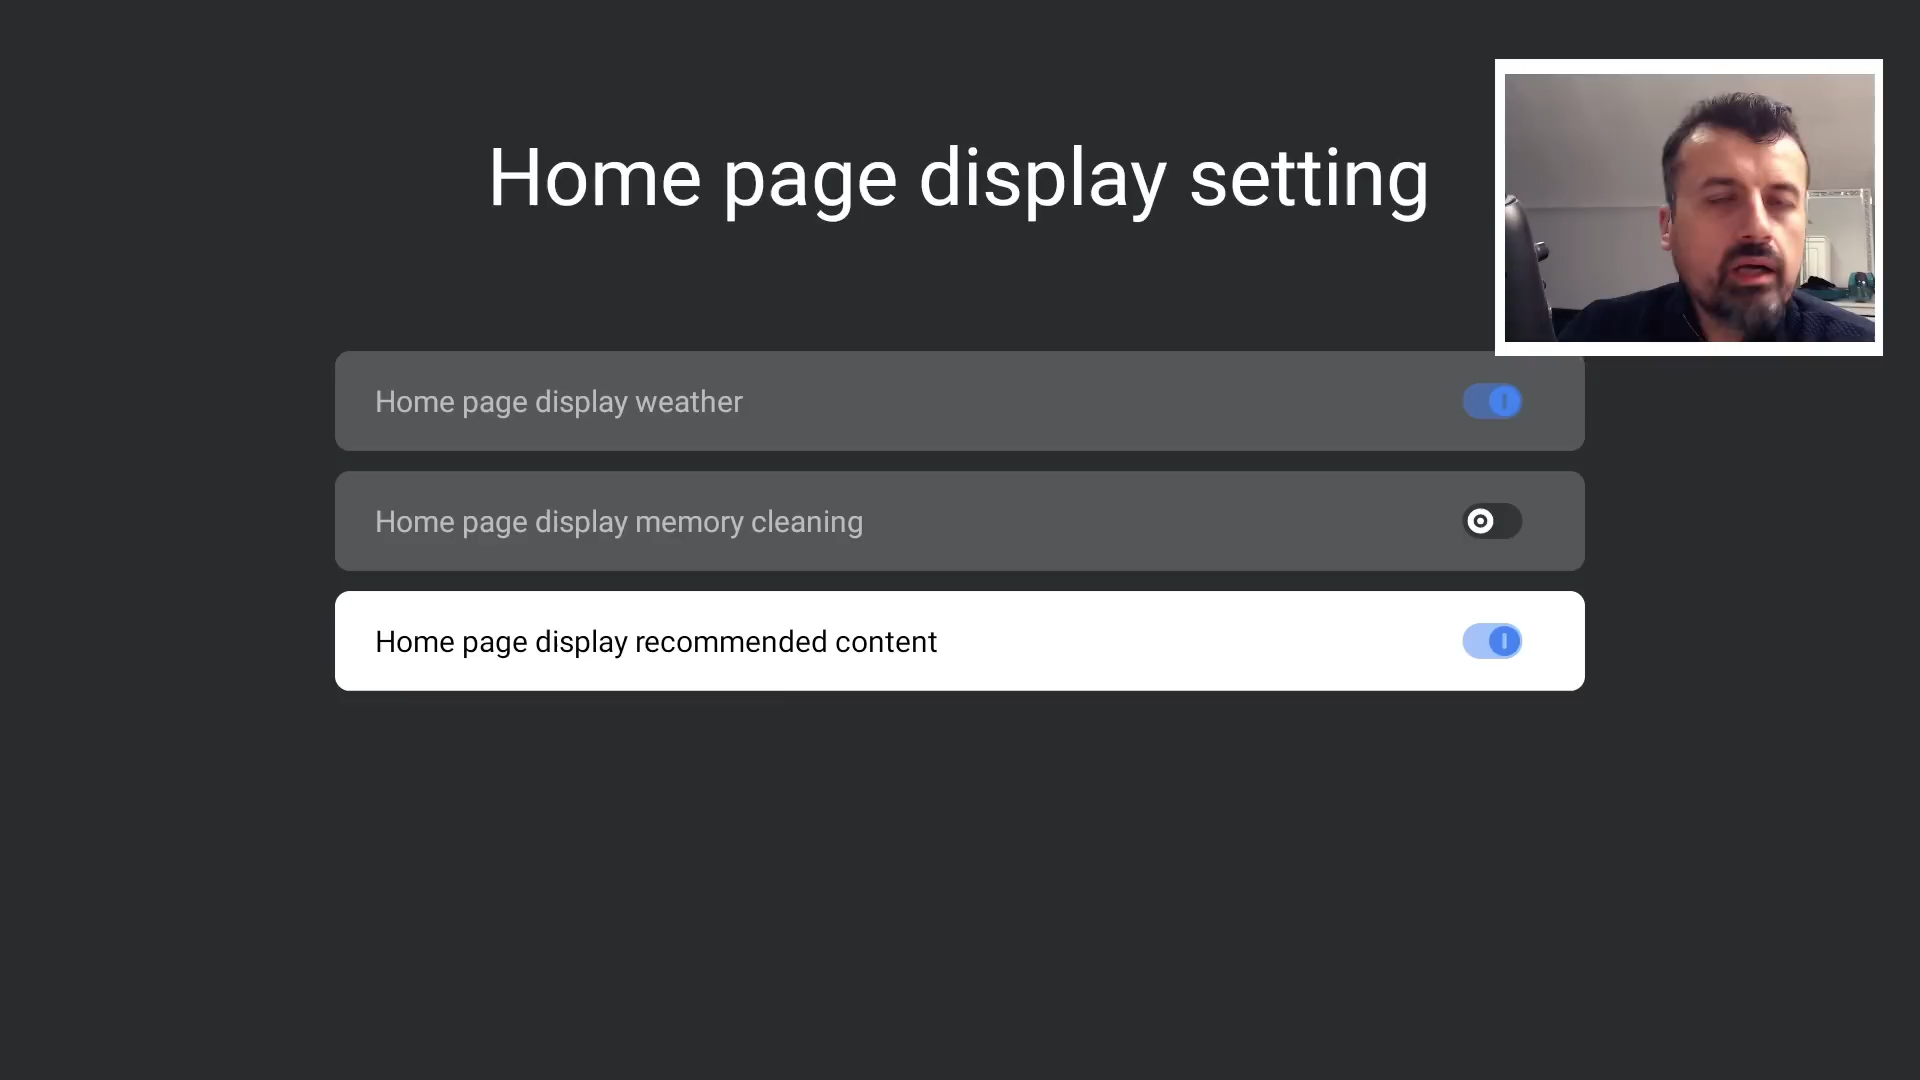 Home page display setting
Home page display weather
Home page display memory cleaning
Home page display recommended content